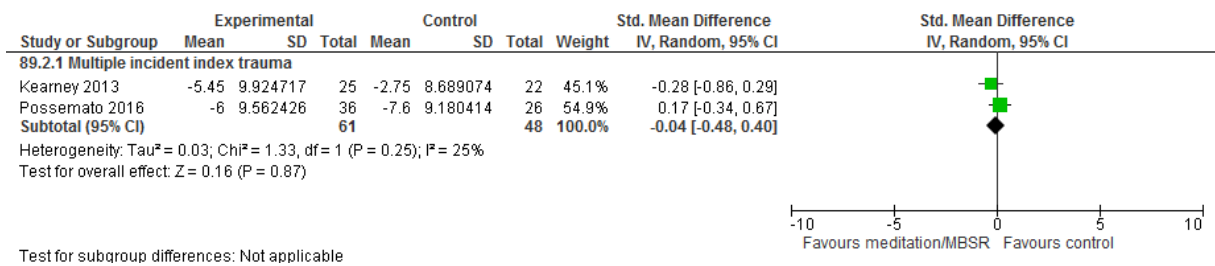 Experimental Control Std. Mean Difference Std. Mean Difference
Study or Subgroup Mean SD Total Mean SD Total Weight IV, Random, 95% CI IV, Random, 95% CI
89.2.1 Multiple incident index trauma
Kearney 2013 -5.45 9.924717 25 -2.75 8.689074 22 45.1% -0.28 [-0.86, 0.29]
Possemato 2016 -6 9.562426 36 -7.6 9.180414 26 54.9% 0.17 [-0.34, 0.67]
Subtotal (95% CI) 61 48 100.0% -0.04 [-0.48, 0.40]
Heterogeneity: Tau² = 0.03; Chi² = 1.33, df = 1 (P = 0.25); I² = 25%
Test for overall effect: Z = 0.16 (P = 0.87)
-10 -5 0 5 10
Favours meditation/MBSR Favours control
Test for subgroup differences: Not applicable